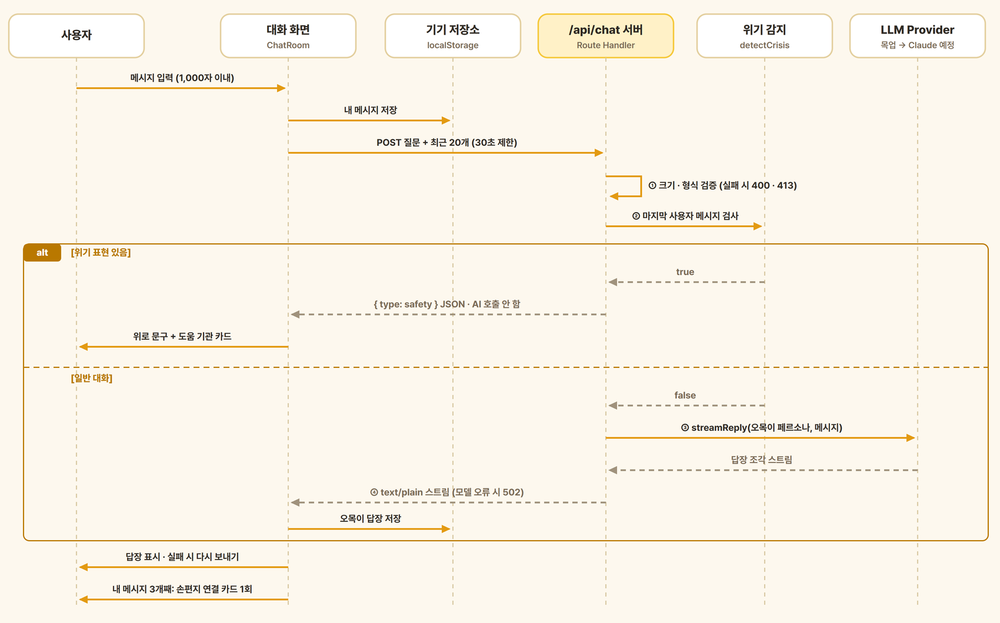 사용자
대화 화면
ChatRoom
기기 저장소
localStorage
/api/chat 서버
Route Handler
위기 감지
detectCrisis
LLM Provider
목업 → Claude 예정
메시지 입력 (1,000자 이내)
내 메시지 저장
POST 질문 + 최근 20개 (30초 제한)
① 크기 · 형식 검증 (실패 시 400 · 413)
② 마지막 사용자 메시지 검사
alt
[위기 표현 있음]
true
{ type: safety } JSON · AI 호출 안 함
위로 문구 + 도움 기관 카드
[일반 대화]
false
③ streamReply(오목이 페르소나, 메시지)
답장 조각 스트림
④ text/plain 스트림 (모델 오류 시 502)
오목이 답장 저장
답장 표시 · 실패 시 다시 보내기
내 메시지 3개째: 손편지 연결 카드 1회